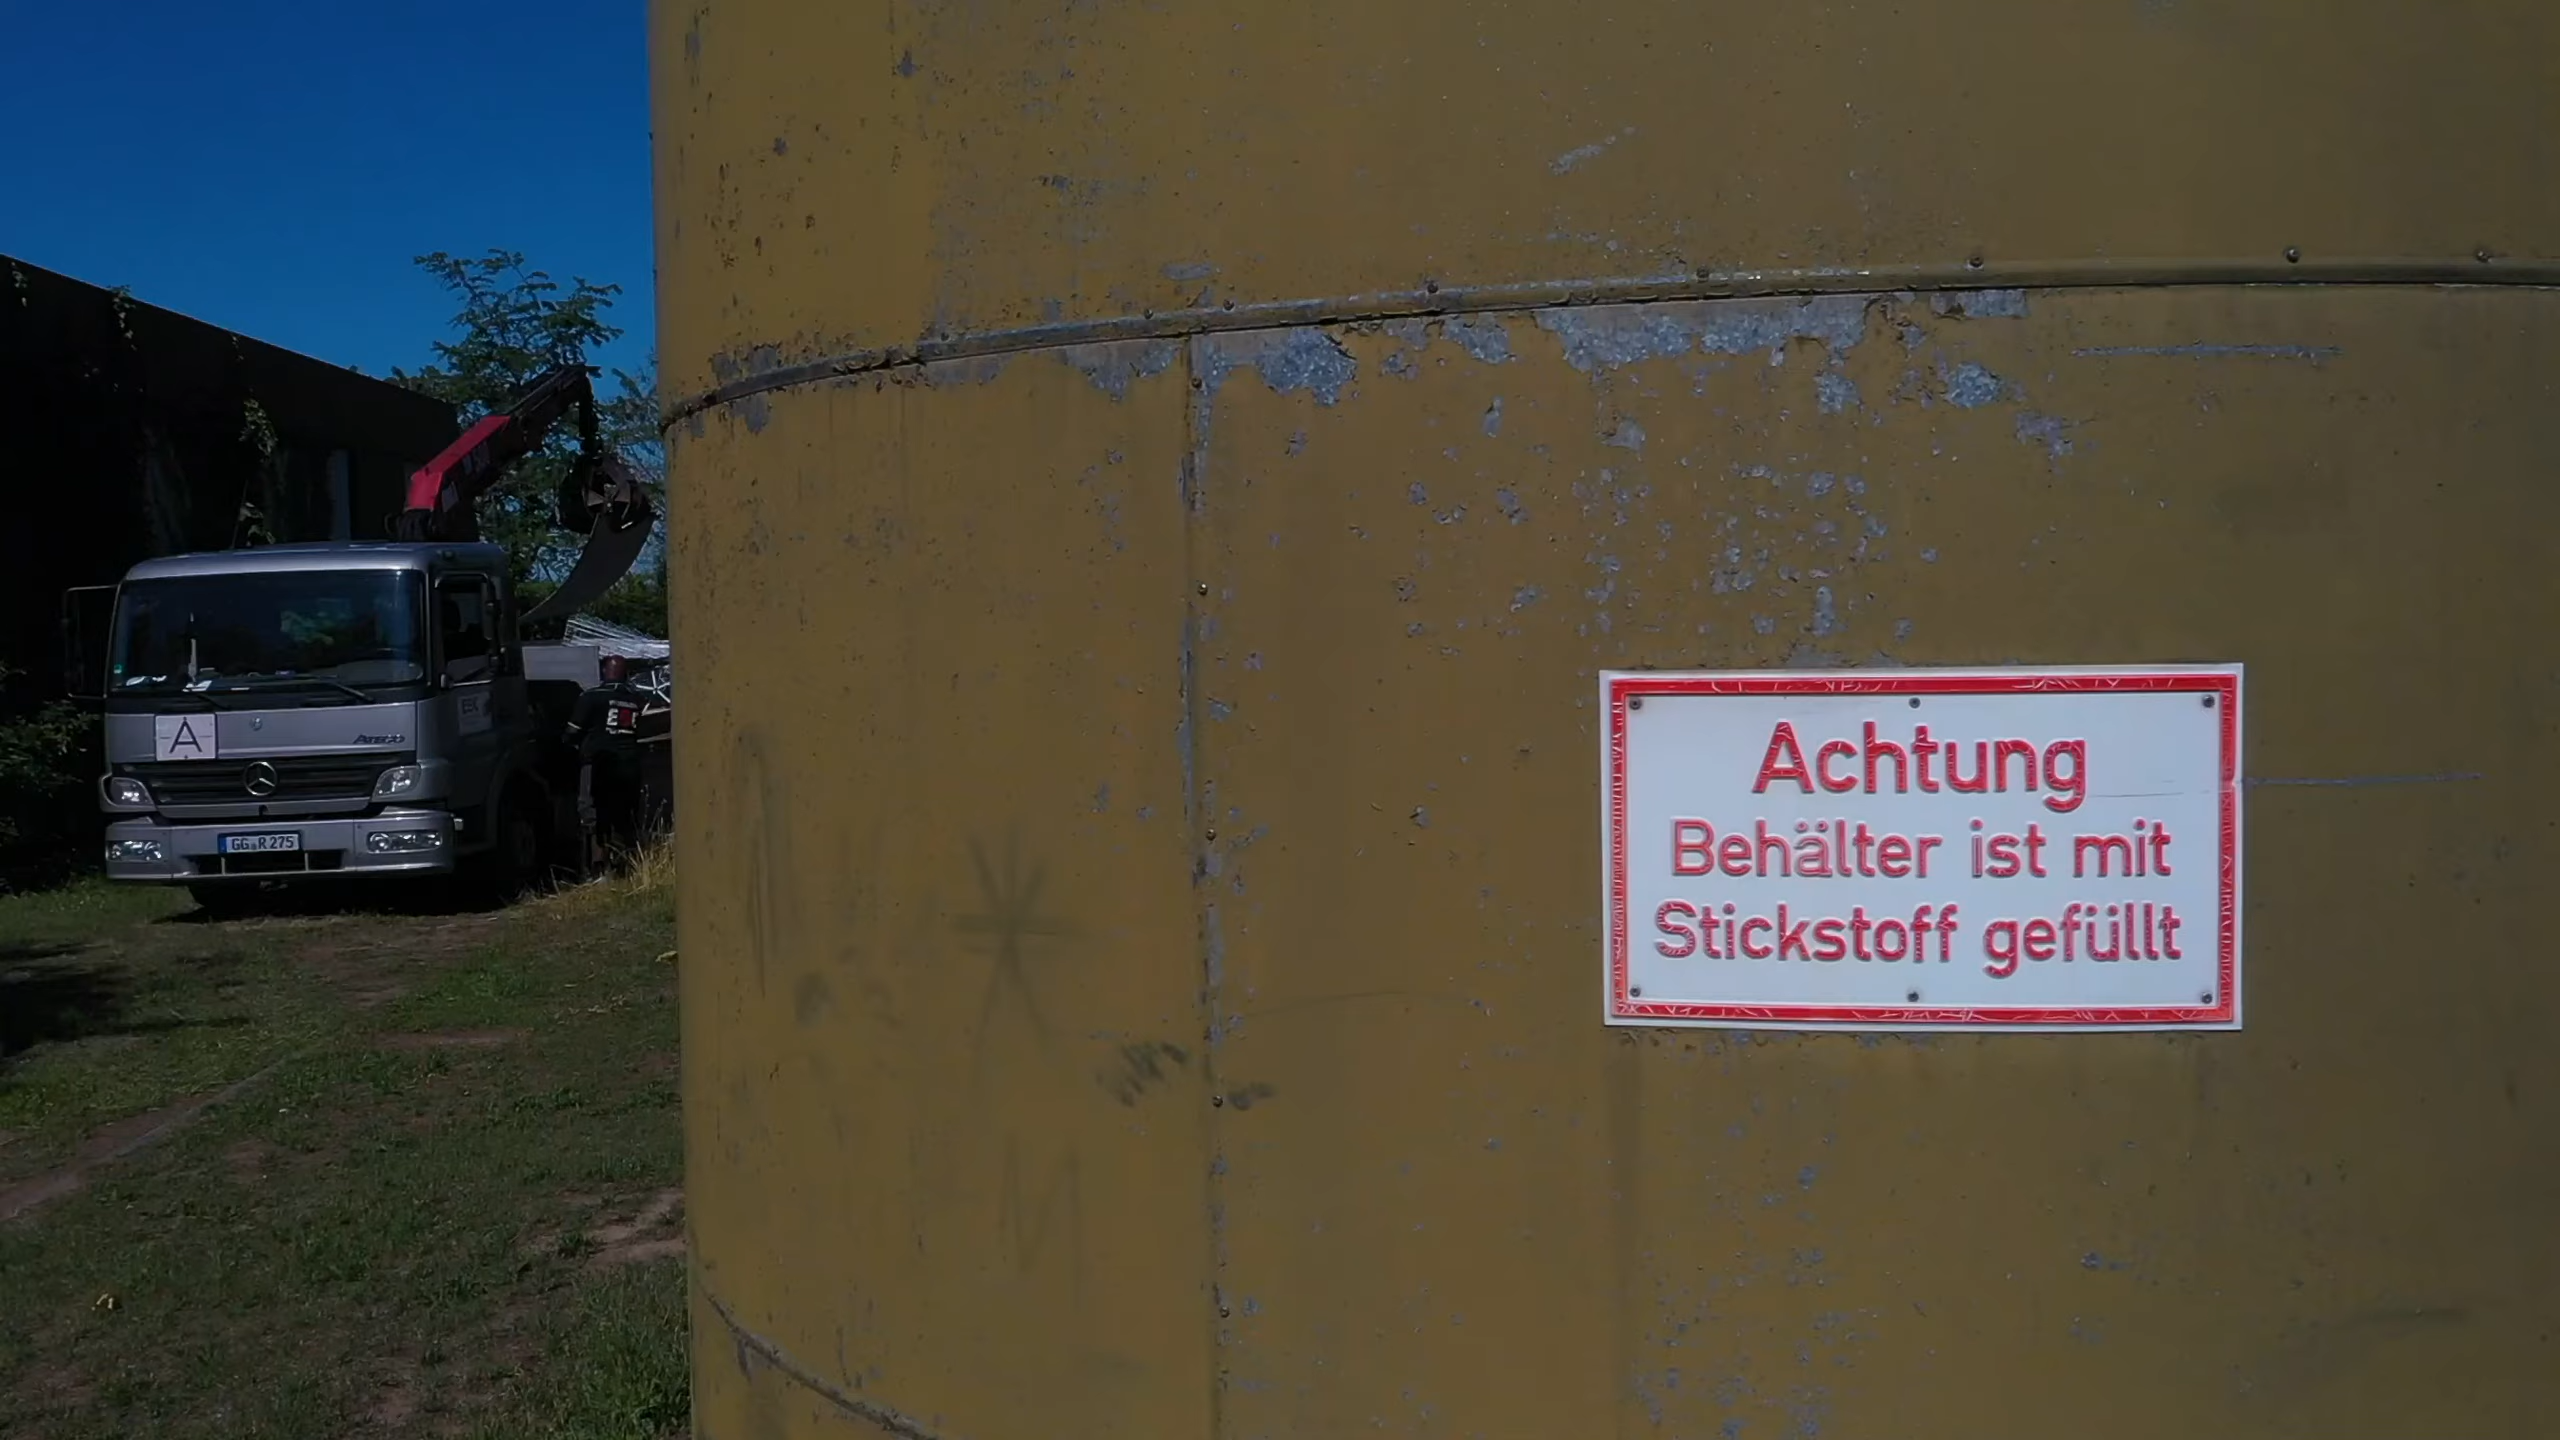 A
ATEGO
GG R 275
Achtung
Behälter ist mit
Stickstoff gefüllt